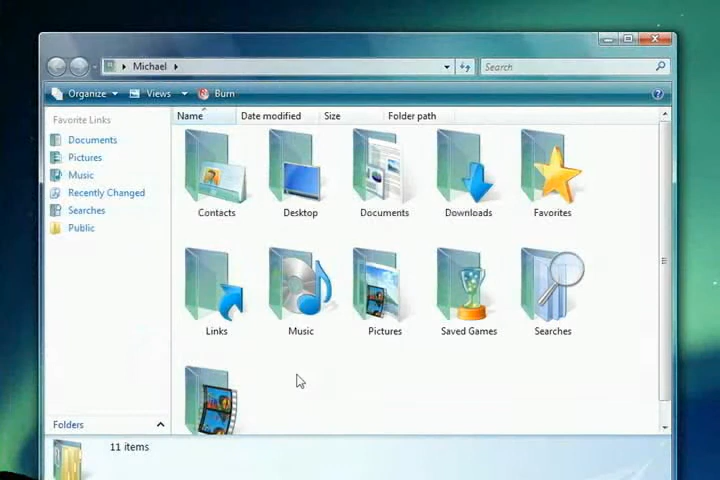 Michael
Search
Organize Views Burn
Favorite Links
Documents
Pictures
Music
Recently Changed
Searches
Public
Folders
Name Date modified Size Folder path
Contacts Desktop Documents Downloads Favorites
Links Music Pictures Saved Games Searches
11 items